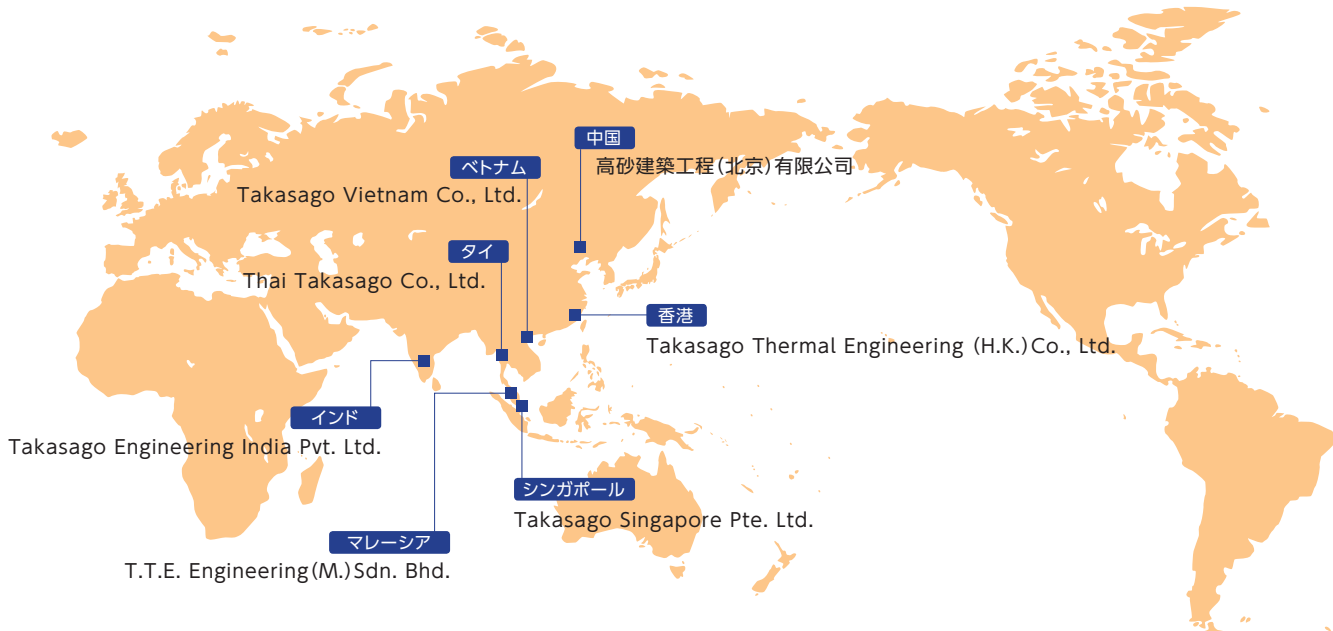 中国
高砂建築工程(北京)有限公司
ベトナム
Takasago Vietnam Co., Ltd.
タイ
Thai Takasago Co., Ltd.
香港
Takasago Thermal Engineering (H.K.)Co., Ltd.
インド
Takasago Engineering India Pvt. Ltd.
シンガポール
Takasago Singapore Pte. Ltd.
マレーシア
T.T.E. Engineering(M.)Sdn. Bhd.